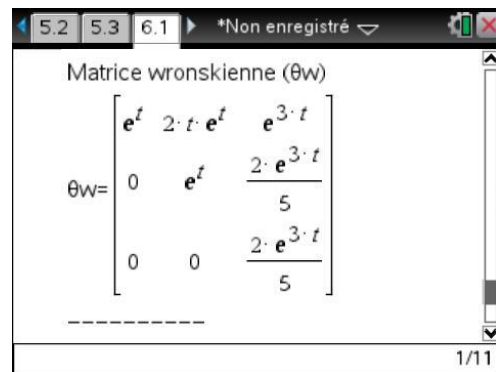 5.2 5.3 6.1 *Non enregistré
Matrice wronskienne (θw)
e^t 2·t·e^t e^{3·t}
θw= 0 e^t 2·e^{3·t}/5
0 0 2·e^{3·t}/5
----------
1/11